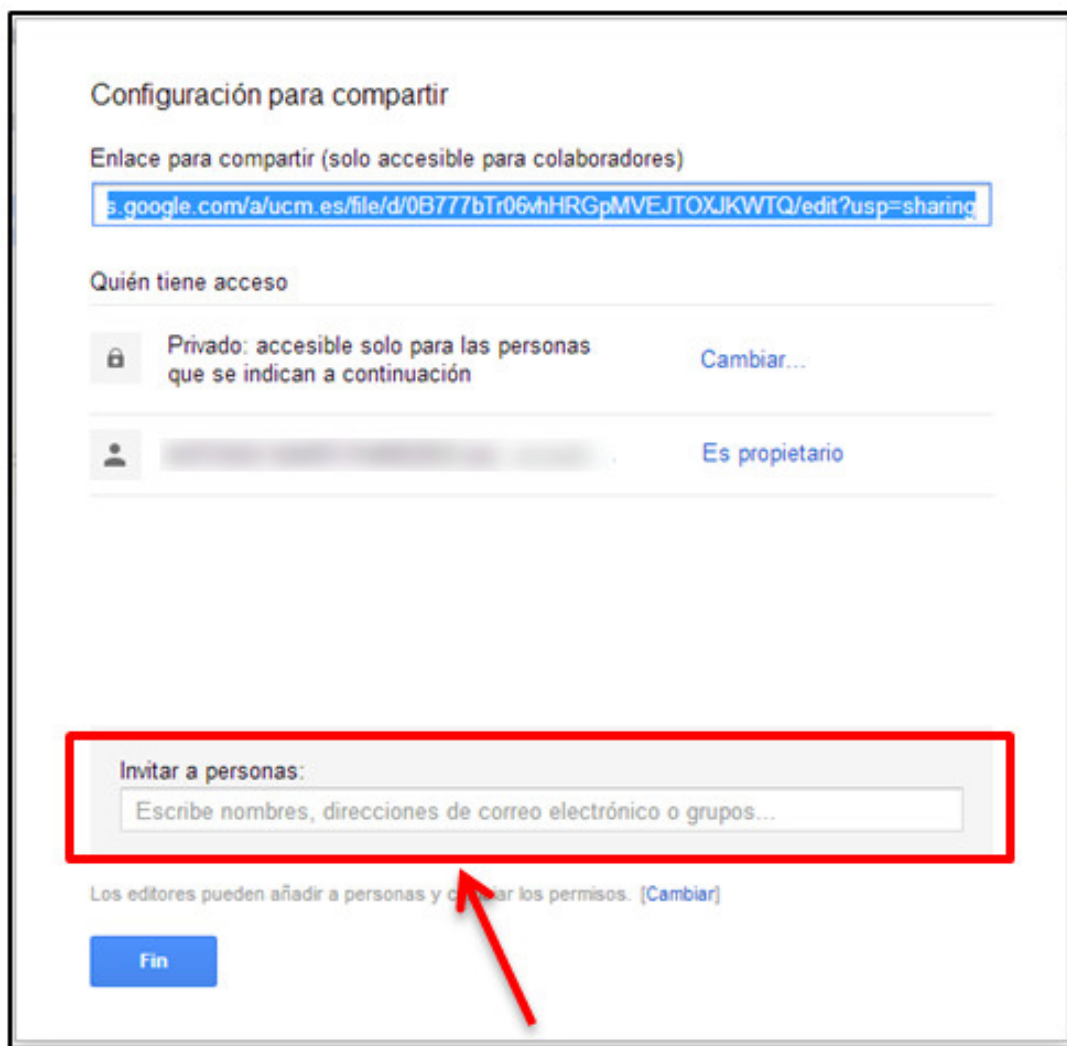 Configuración para compartir
Enlace para compartir (solo accesible para colaboradores)
s.google.com/a/ucm.es/file/d/0B777bTr06vhHRGpMVEJTOXJKWTQ/edit?usp=sharing
Quién tiene acceso
Privado: accesible solo para las personas
que se indican a continuación
Cambiar...
Es propietario
Invitar a personas:
Escribe nombres, direcciones de correo electrónico o grupos...
Los editores pueden añadir a personas y cambiar los permisos. [Cambiar]
Fin